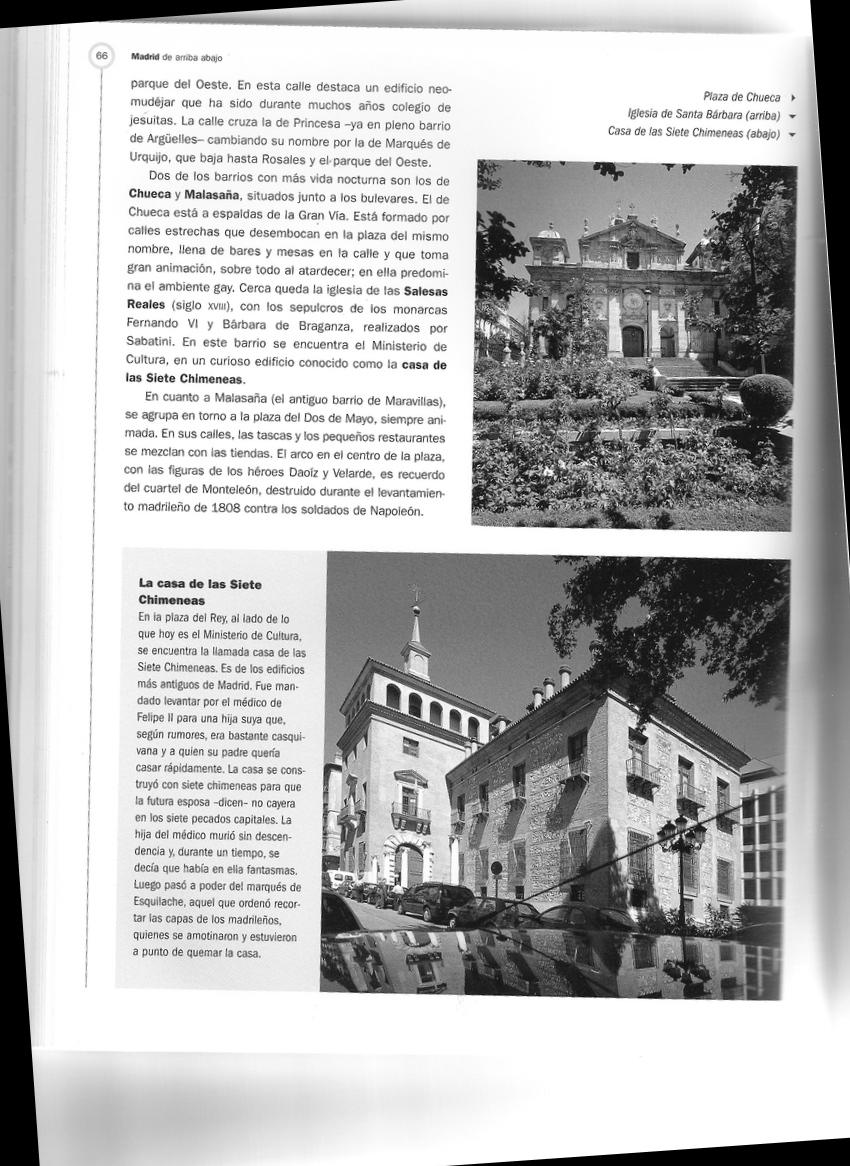 66
Madrid de arriba abajo
parque del Oeste. En esta calle destaca un edificio neo-
mudéjar que ha sido durante muchos años colegio de
jesuitas. La calle cruza la de Princesa –ya en pleno barrio
de Argüelles– cambiando su nombre por la de Marqués de
Urquijo, que baja hasta Rosales y el parque del Oeste.
Dos de los barrios con más vida nocturna son los de
Chueca y Malasaña, situados junto a los bulevares. El de
Chueca está a espaldas de la Gran Vía. Está formado por
calles estrechas que desembocan en la plaza del mismo
nombre, llena de bares y mesas en la calle y que toma
gran animación, sobre todo al atardecer; en ella predomi-
na el ambiente gay. Cerca queda la iglesia de las Salesas
Reales (siglo XVIII), con los sepulcros de los monarcas
Fernando VI y Bárbara de Braganza, realizados por
Sabatini. En este barrio se encuentra el Ministerio de
Cultura, en un curioso edificio conocido como la casa de
las Siete Chimeneas.
En cuanto a Malasaña (el antiguo barrio de Maravillas),
se agrupa en torno a la plaza del Dos de Mayo, siempre ani-
mada. En sus calles, las tascas y los pequeños restaurantes
se mezclan con las tiendas. El arco en el centro de la plaza,
con las figuras de los héroes Daoíz y Velarde, es recuerdo
del cuartel de Monteleón, destruido durante el levantamien-
to madrileño de 1808 contra los soldados de Napoleón.
Plaza de Chueca
Iglesia de Santa Bárbara (arriba)
Casa de las Siete Chimeneas (abajo)
La casa de las Siete
Chimeneas
En la plaza del Rey, al lado de lo
que hoy es el Ministerio de Cultura,
se encuentra la llamada casa de las
Siete Chimeneas. Es de los edificios
más antiguos de Madrid. Fue man-
dado levantar por el médico de
Felipe II para una hija suya que,
según rumores, era bastante casqui-
vana y a quien su padre quería
casar rápidamente. La casa se cons-
truyó con siete chimeneas para que
la futura esposa –dicen– no cayera
en los siete pecados capitales. La
hija del médico murió sin descen-
dencia y, durante un tiempo, se
decía que había en ella fantasmas.
Luego pasó a poder del marqués de
Esquilache, aquel que ordenó recor-
tar las capas de los madrileños,
quienes se amotinaron y estuvieron
a punto de quemar la casa.